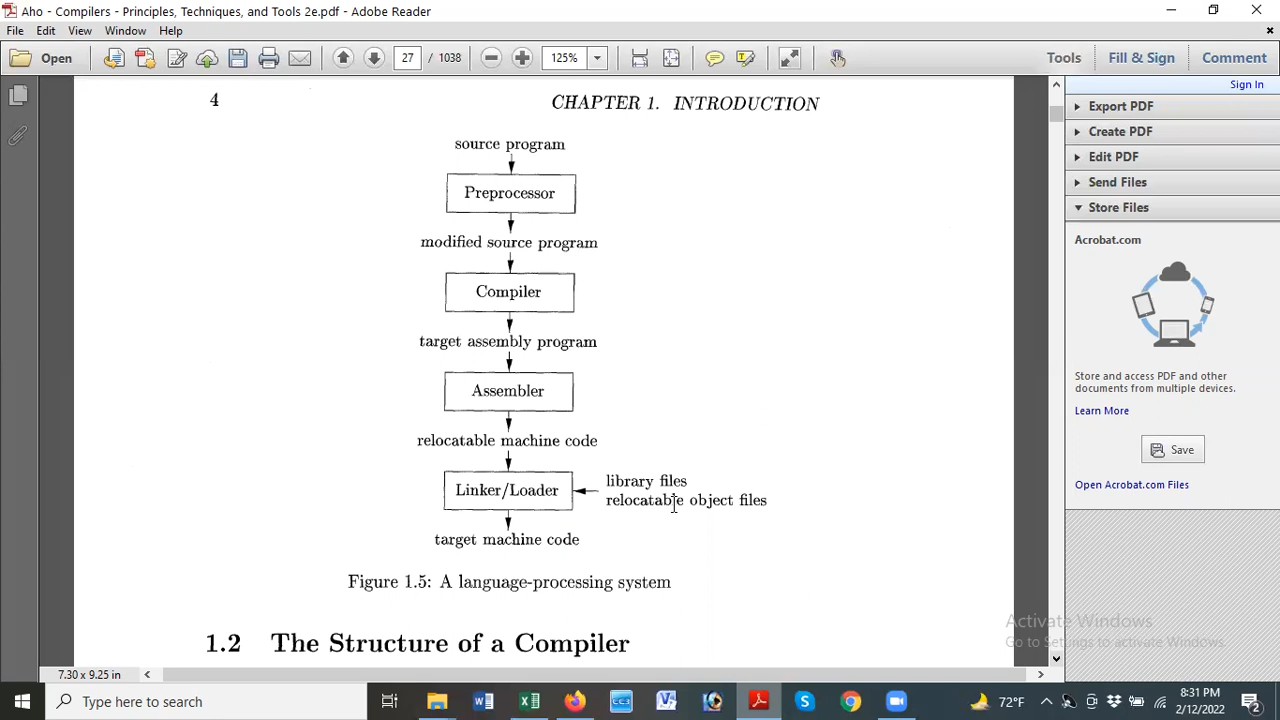 Aho - Compilers - Principles, Techniques, and Tools 2e.pdf - Adobe Reader
File Edit View Window Help
Open 27 / 1038 125% Tools Fill & Sign Comment
Sign In
4 CHAPTER 1. INTRODUCTION
source program
Preprocessor
modified source program
Compiler
target assembly program
Assembler
relocatable machine code
Linker/Loader
library files
relocatable object files
target machine code
Figure 1.5: A language-processing system
1.2 The Structure of a Compiler
Export PDF
Create PDF
Edit PDF
Send Files
Store Files
Acrobat.com
Store and access PDF and other
documents from multiple devices.
Learn More
Save
Open Acrobat.com Files
Activate Windows
Go to Settings to activate Windows.
7.30 x 9.25 in
Type here to search
CC3
72°F
8:31 PM
2/12/2022
2